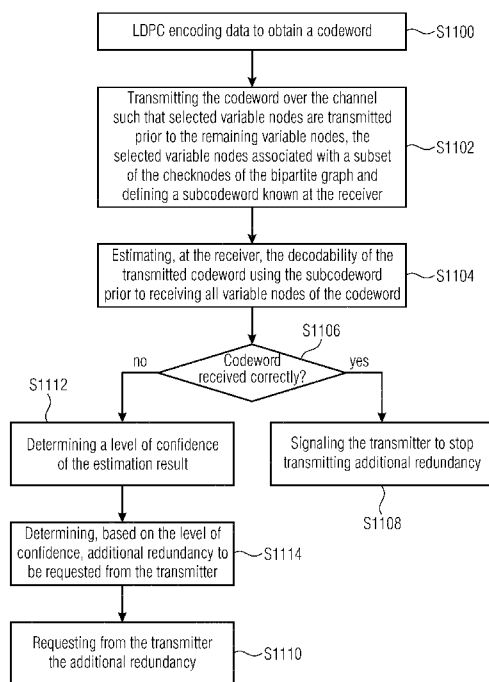 LDPC encoding data to obtain a codeword
S1100
Transmitting the codeword over the channel
such that selected variable nodes are transmitted
prior to the remaining variable nodes, the
selected variable nodes associated with a subset
of the checknodes of the bipartite graph and
defining a subcodeword known at the receiver
S1102
Estimating, at the receiver, the decodability of the
transmitted codeword using the subcodeword
prior to receiving all variable nodes of the codeword
S1104
S1106
no
Codeword
received correctly?
yes
S1112
Determining a level of confidence
of the estimation result
Signaling the transmitter to stop
transmitting additional redundancy
S1108
Determining, based on the level of
confidence, additional redundancy to
be requested from the transmitter
S1114
Requesting from the transmitter
the additional redundancy
S1110